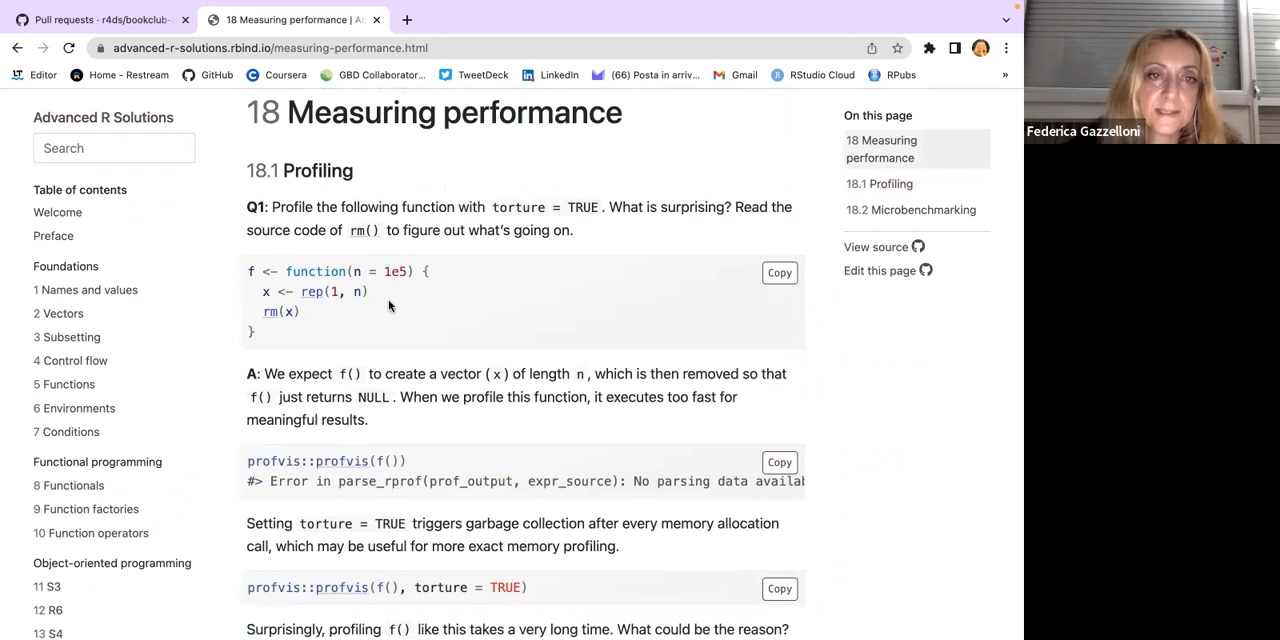 Pull requests · r4ds/bookclub-
18 Measuring performance | A
advanced-r-solutions.rbind.io/measuring-performance.html
Editor
Home - Restream
GitHub
Coursera
GBD Collaborator...
TweetDeck
LinkedIn
(66) Posta in arriv...
Gmail
RStudio Cloud
RPubs
»
Federica Gazzelloni
Advanced R Solutions
Search
Table of contents
Welcome
Preface
Foundations
1 Names and values
2 Vectors
3 Subsetting
4 Control flow
5 Functions
6 Environments
7 Conditions
Functional programming
8 Functionals
9 Function factories
10 Function operators
Object-oriented programming
11 S3
12 R6
13 S4
18 Measuring performance
18.1 Profiling
Q1: Profile the following function with torture = TRUE. What is surprising? Read the
source code of rm() to figure out what's going on.
f <- function(n = 1e5) {
x <- rep(1, n)
rm(x)
}
Copy
A: We expect f() to create a vector (x) of length n, which is then removed so that
f() just returns NULL. When we profile this function, it executes too fast for
meaningful results.
profvis::profvis(f())
#> Error in parse_rprof(prof_output, expr_source): No parsing data availab
Copy
Setting torture = TRUE triggers garbage collection after every memory allocation
call, which may be useful for more exact memory profiling.
profvis::profvis(f(), torture = TRUE)
Copy
Surprisingly, profiling f() like this takes a very long time. What could be the reason?
On this page
18 Measuring
performance
18.1 Profiling
18.2 Microbenchmarking
View source
Edit this page